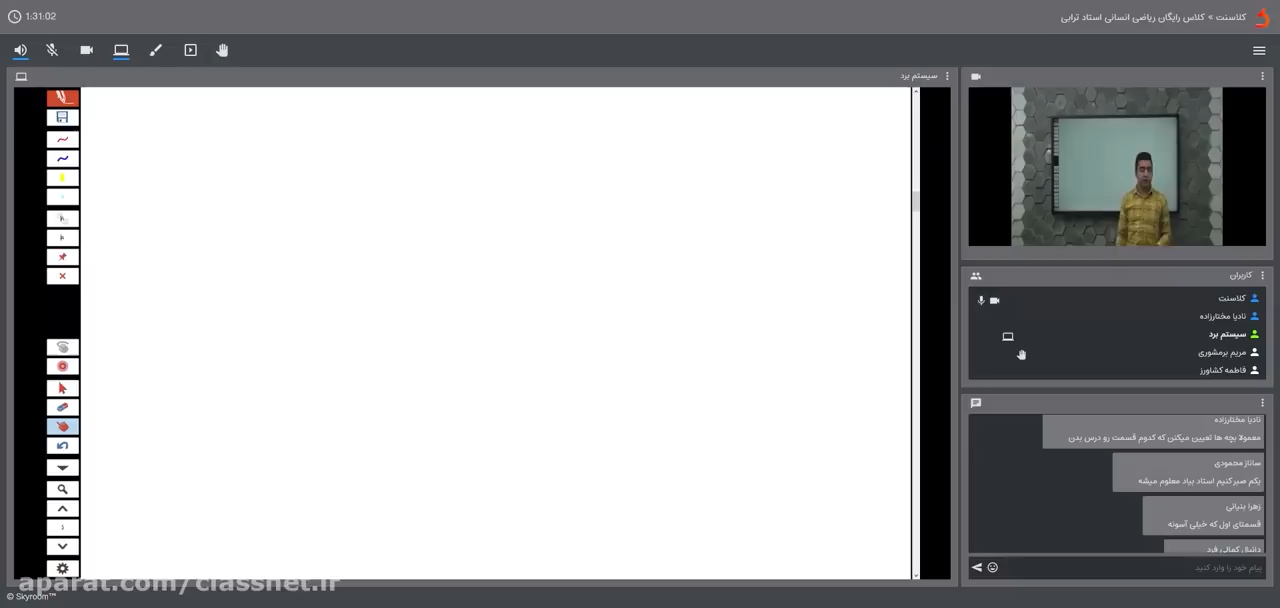 1:31:02
کلاسنت » کلاس رایگان ریاضی انسانی استاد ترابی
سیستم برد
کاربران
کلاسنت
نادیا مختارزاده
سیستم برد
مریم برمشوری
فاطمه کشاورز
نادیا مختارزاده
معمولا بچه ها تعیین میکنن که کدوم قسمت رو درس بدن
ساناز محمودی
یکم صبر کنیم استاد بیاد معلوم میشه
زهرا بنیانی
قسمتای اول که خیلی آسونه
دانیال کمالی فرد
پیام خود را وارد کنید
aparat.com/classnet.ir
© Skyroom™